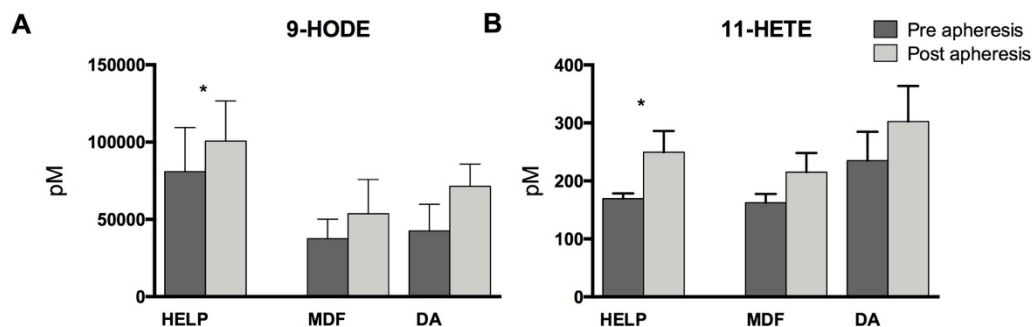 A
9-HODE
pM
150000
100000
50000
0
*
HELP
MDF
DA
B
11-HETE
Pre apheresis
Post apheresis
pM
400
300
200
100
0
*
HELP
MDF
DA